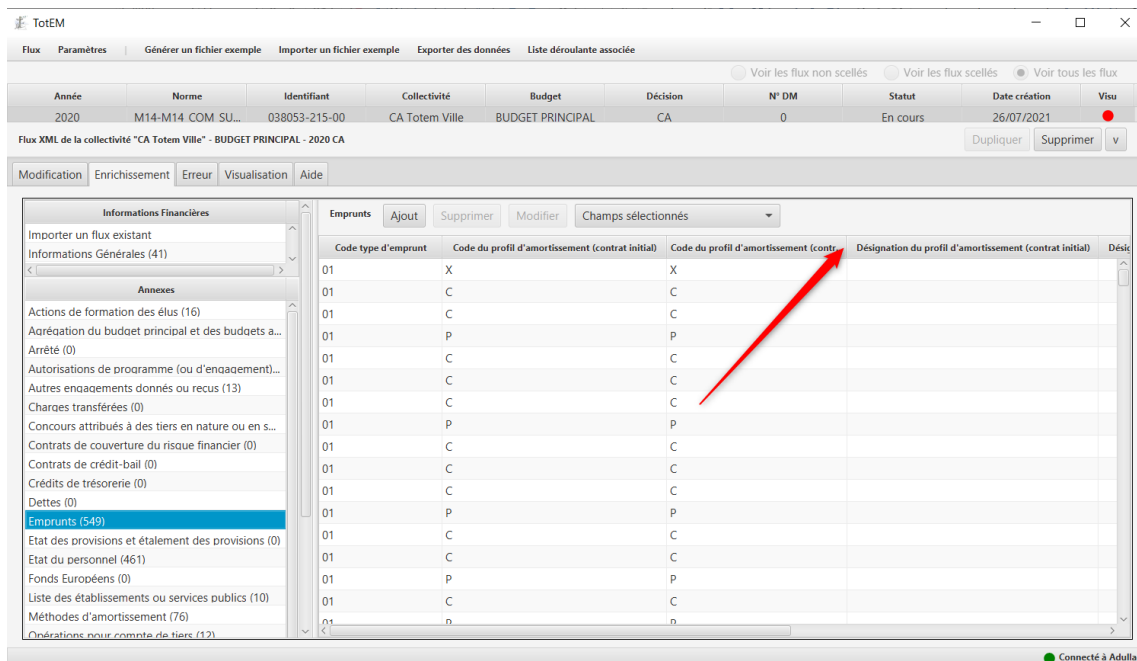 TotEM
Flux Paramètres Générer un fichier exemple Importer un fichier exemple Exporter des données Liste déroulante associée
Voir les flux non scellés Voir les flux scellés Voir tous les flux
Année Norme Identifiant Collectivité Budget Décision N° DM Statut Date création Visu
2020 M14-M14 COM SU... 038053-215-00 CA Totem Ville BUDGET PRINCIPAL CA 0 En cours 26/07/2021
Flux XML de la collectivité "CA Totem Ville" - BUDGET PRINCIPAL - 2020 CA Dupliquer Supprimer v
Modification Enrichissement Erreur Visualisation Aide
Informations Financières
Importer un flux existant
Informations Générales (41)
Annexes
Actions de formation des élus (16)
Agrégation du budget principal et des budgets a...
Arrêté (0)
Autorisations de programme (ou d'engagement)...
Autres engagements donnés ou reçus (13)
Charges transférées (0)
Concours attribués à des tiers en nature ou en s...
Contrats de couverture du risque financier (0)
Contrats de crédit-bail (0)
Crédits de trésorerie (0)
Dettes (0)
Emprunts (549)
Etat des provisions et étalement des provisions (0)
Etat du personnel (461)
Fonds Européens (0)
Liste des établissements ou services publics (10)
Méthodes d'amortissement (76)
Opérations pour compte de tiers (12)
Emprunts Ajout Supprimer Modifier Champs sélectionnés
Code type d'emprunt Code du profil d'amortissement (contrat initial) Code du profil d'amortissement (contr... Désignation du profil d'amortissement (contrat initial) Désig
01 X X
01 C C
01 C C
01 P P
01 C C
01 C C
01 C C
01 P P
01 C C
01 C C
01 C C
01 P P
01 C C
01 C C
01 P P
01 C C
01 P P
Connecté à Adulla